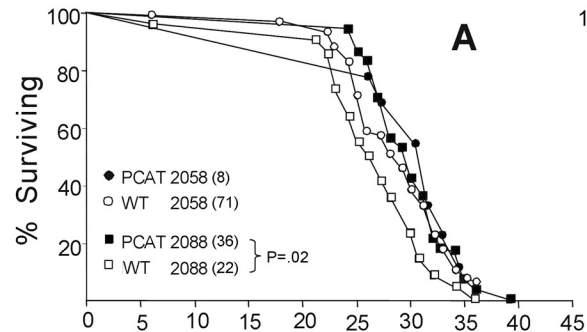 100
A
1
80
60
40
20
% Surviving
PCAT 2058 (8)
WT 2058 (71)
PCAT 2088 (36)
WT 2088 (22)
P=.02
0 5 10 15 20 25 30 35 40 45